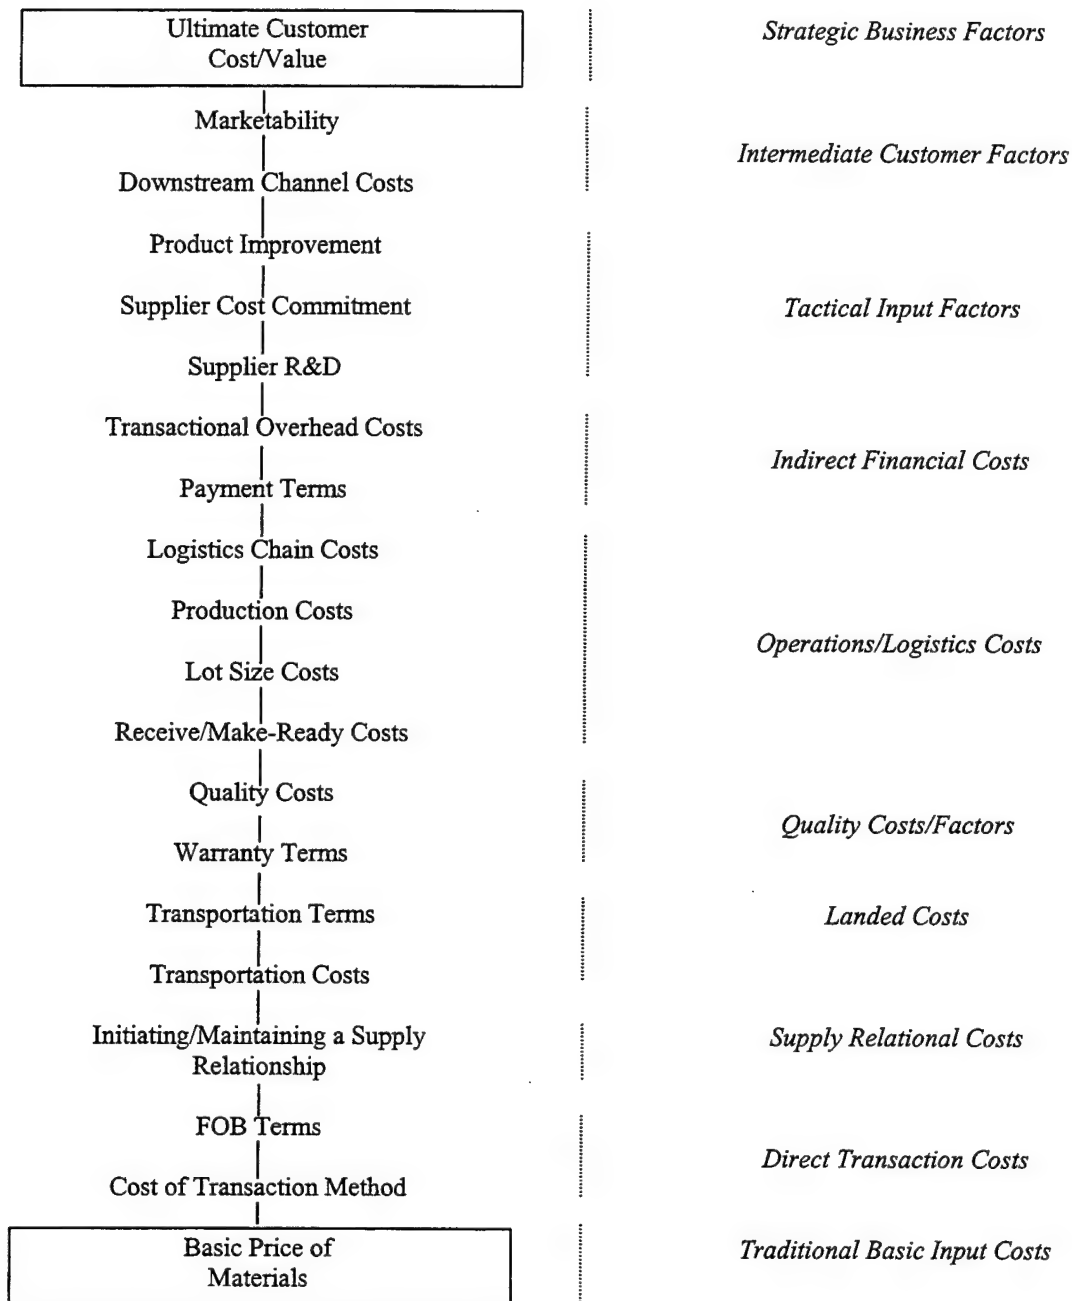 Ultimate Customer
Cost/Value
Strategic Business Factors
Marketability
Intermediate Customer Factors
Downstream Channel Costs
Product Improvement
Supplier Cost Commitment
Tactical Input Factors
Supplier R&D
Transactional Overhead Costs
Indirect Financial Costs
Payment Terms
Logistics Chain Costs
Production Costs
Operations/Logistics Costs
Lot Size Costs
Receive/Make-Ready Costs
Quality Costs
Quality Costs/Factors
Warranty Terms
Transportation Terms
Landed Costs
Transportation Costs
Initiating/Maintaining a Supply
Relationship
Supply Relational Costs
FOB Terms
Direct Transaction Costs
Cost of Transaction Method
Basic Price of
Materials
Traditional Basic Input Costs